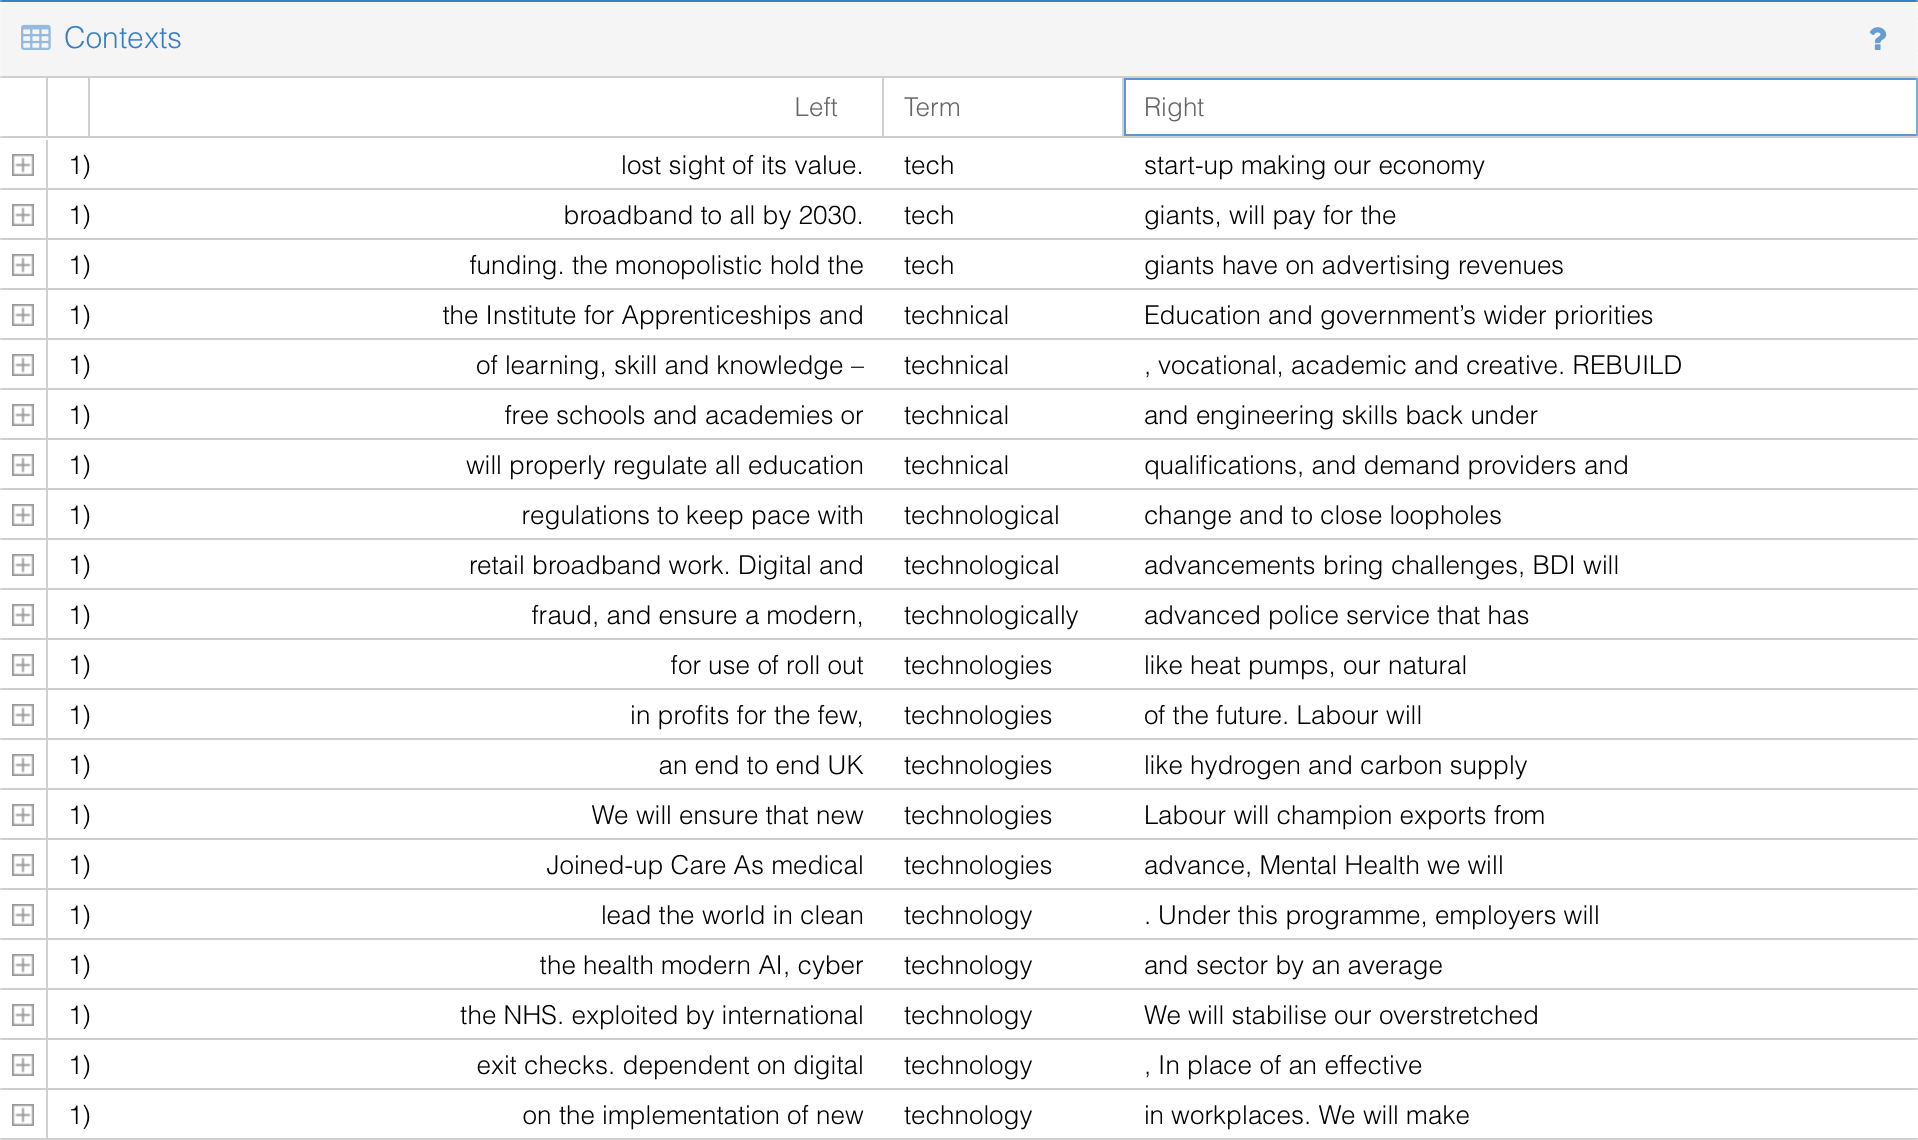 Contexts ?
Left Term Right
1) lost sight of its value. tech start-up making our economy
1) broadband to all by 2030. tech giants, will pay for the
1) funding. the monopolistic hold the tech giants have on advertising revenues
1) the Institute for Apprenticeships and technical Education and government’s wider priorities
1) of learning, skill and knowledge – technical , vocational, academic and creative. REBUILD
1) free schools and academies or technical and engineering skills back under
1) will properly regulate all education technical qualifications, and demand providers and
1) regulations to keep pace with technological change and to close loopholes
1) retail broadband work. Digital and technological advancements bring challenges, BDI will
1) fraud, and ensure a modern, technologically advanced police service that has
1) for use of roll out technologies like heat pumps, our natural
1) in profits for the few, technologies of the future. Labour will
1) an end to end UK technologies like hydrogen and carbon supply
1) We will ensure that new technologies Labour will champion exports from
1) Joined-up Care As medical technologies advance, Mental Health we will
1) lead the world in clean technology . Under this programme, employers will
1) the health modern AI, cyber technology and sector by an average
1) the NHS. exploited by international technology We will stabilise our overstretched
1) exit checks. dependent on digital technology , In place of an effective
1) on the implementation of new technology in workplaces. We will make